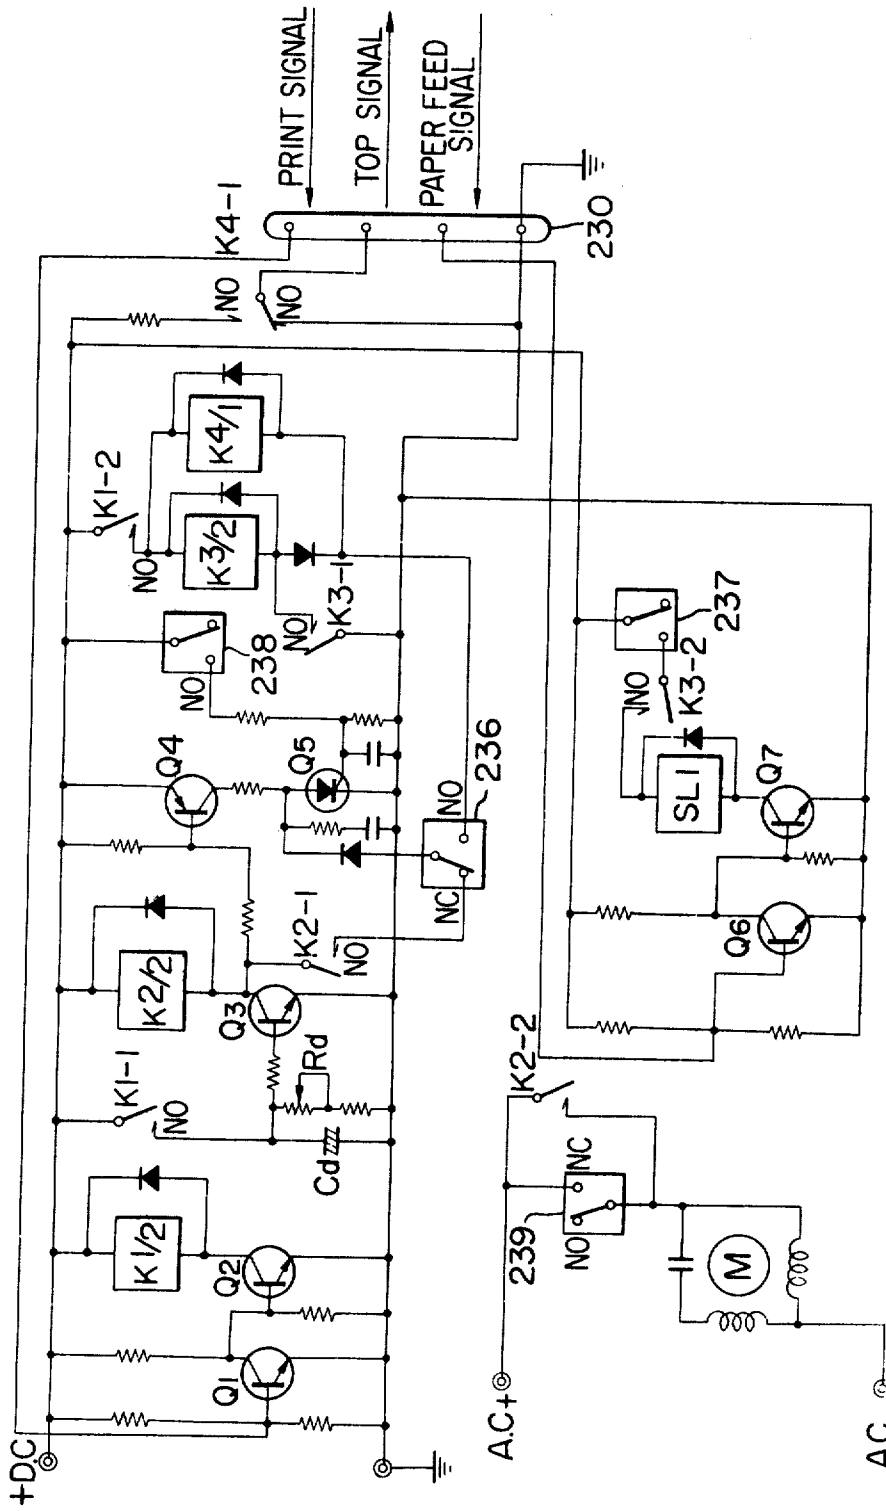 +D.C
K1/2
K1-1
NO
K2/2
Q4
238
NO
K1-2
NO
K3/2
K4/1
NO
NO
K4-1
PRINT SIGNAL
TOP SIGNAL
PAPER FEED
SIGNAL
Q1
Q2
Cd
Rd
Q3
K2-1
NO
Q5
NO
K3-1
230
NC
NO
236
A.C+
239
NO
NC
K2-2
M
Q6
Q7
SL1
NO
K3-2
237
A.C